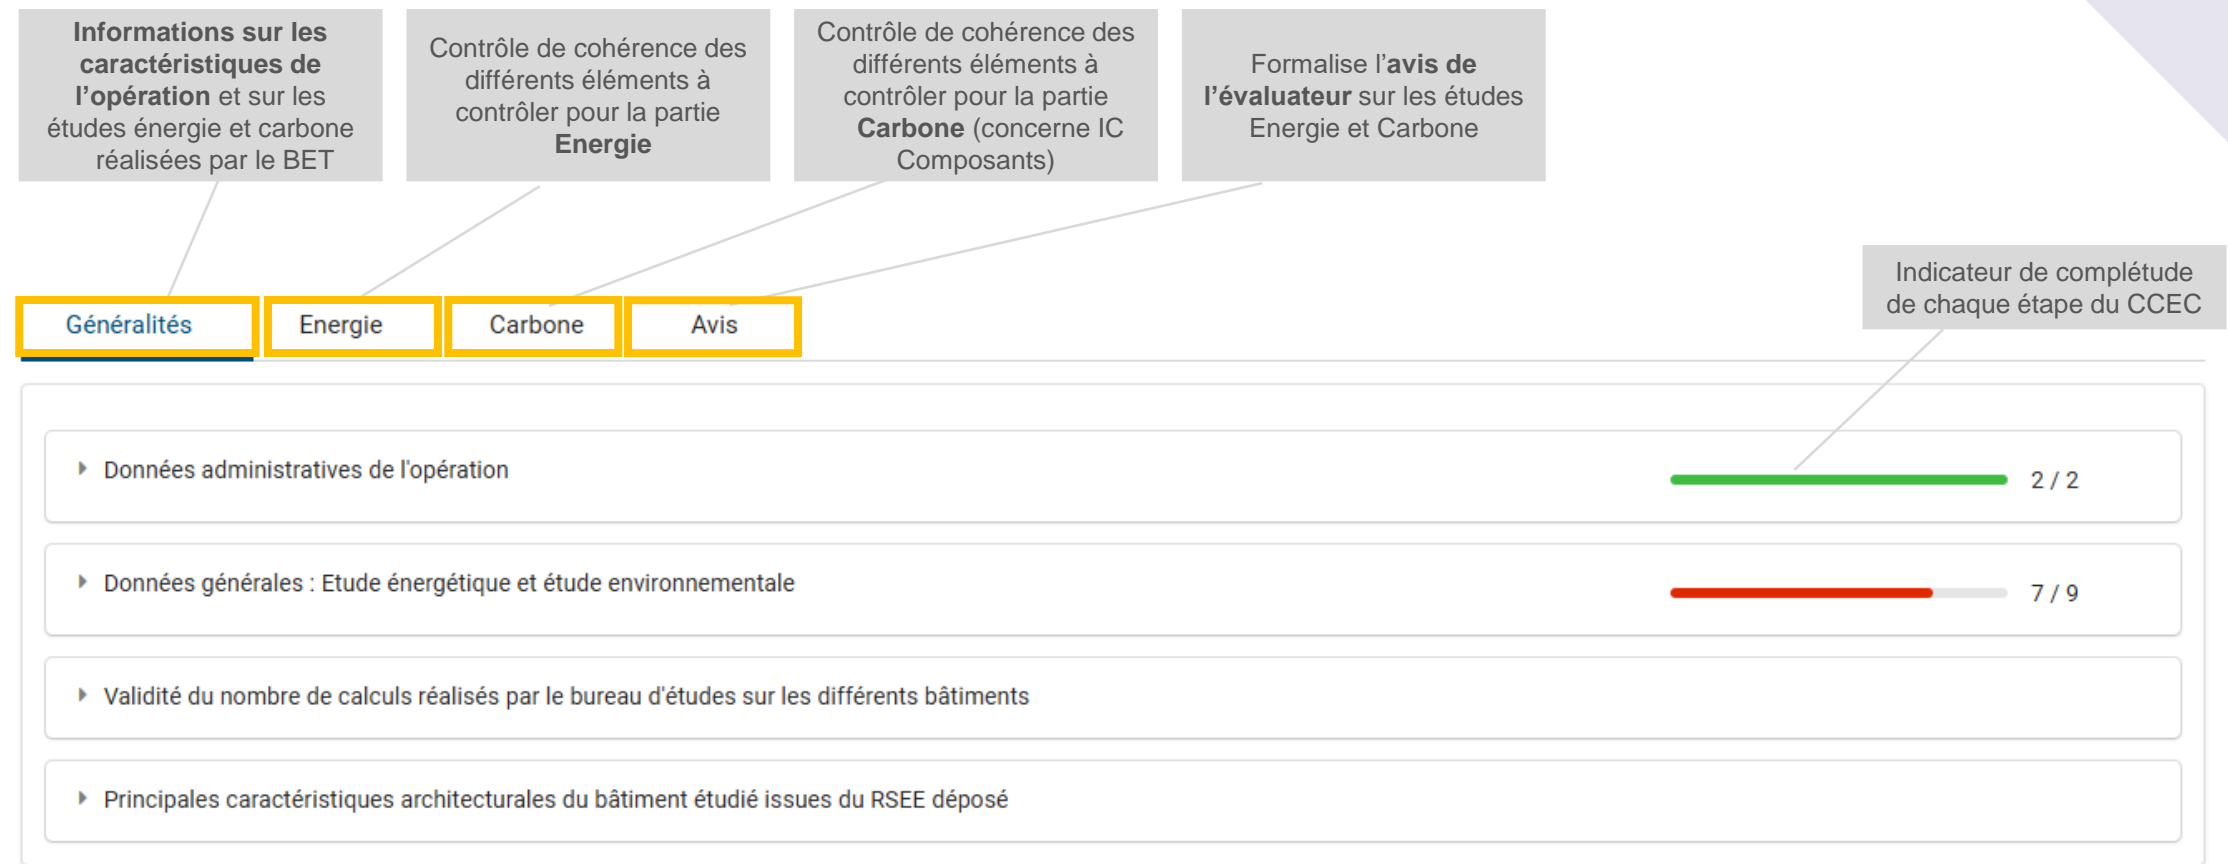 Informations sur les
caractéristiques de
l'opération et sur les
études énergie et carbone
réalisées par le BET
Contrôle de cohérence des
différents éléments à
contrôler pour la partie
Energie
Contrôle de cohérence des
différents éléments à
contrôler pour la partie
Carbone (concerne IC
Composants)
Formalise l'avis de
l'évaluateur sur les études
Energie et Carbone
Indicateur de complétude
de chaque étape du CCEC
Généralités
Energie
Carbone
Avis
Données administratives de l'opération
2 / 2
Données générales : Etude énergétique et étude environnementale
7 / 9
Validité du nombre de calculs réalisés par le bureau d'études sur les différents bâtiments
Principales caractéristiques architecturales du bâtiment étudié issues du RSEE déposé